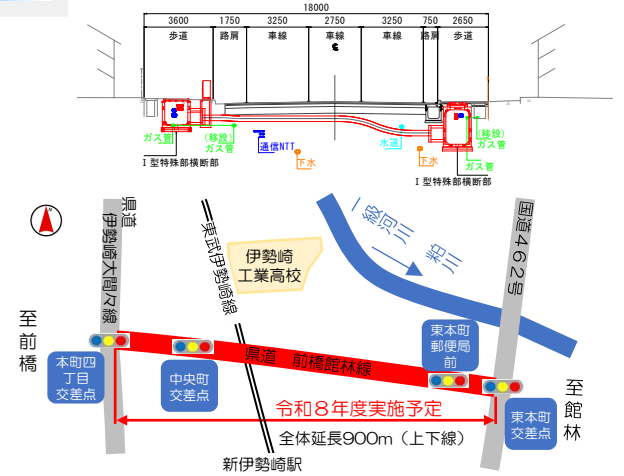 18000
3600 1750 3250 2750 3250 750 2650
歩道 路肩 車線 車線 車線 路肩 歩道
ガス管
(移設)
ガス管
通信NTT
下水
水道
下水
(移設)
ガス管
ガス管
Ⅰ型特殊部横断部
Ⅰ型特殊部横断部
県道
伊勢崎大間々線
東武伊勢崎線
伊勢崎
工業高校
一級河川 粕川
国道462号
至前橋
県道 前橋館林線
東本町
郵便局
前
本町四
丁目
交差点
中央町
交差点
至館林
令和8年度実施予定
東本町
交差点
全体延長900m(上下線)
新伊勢崎駅